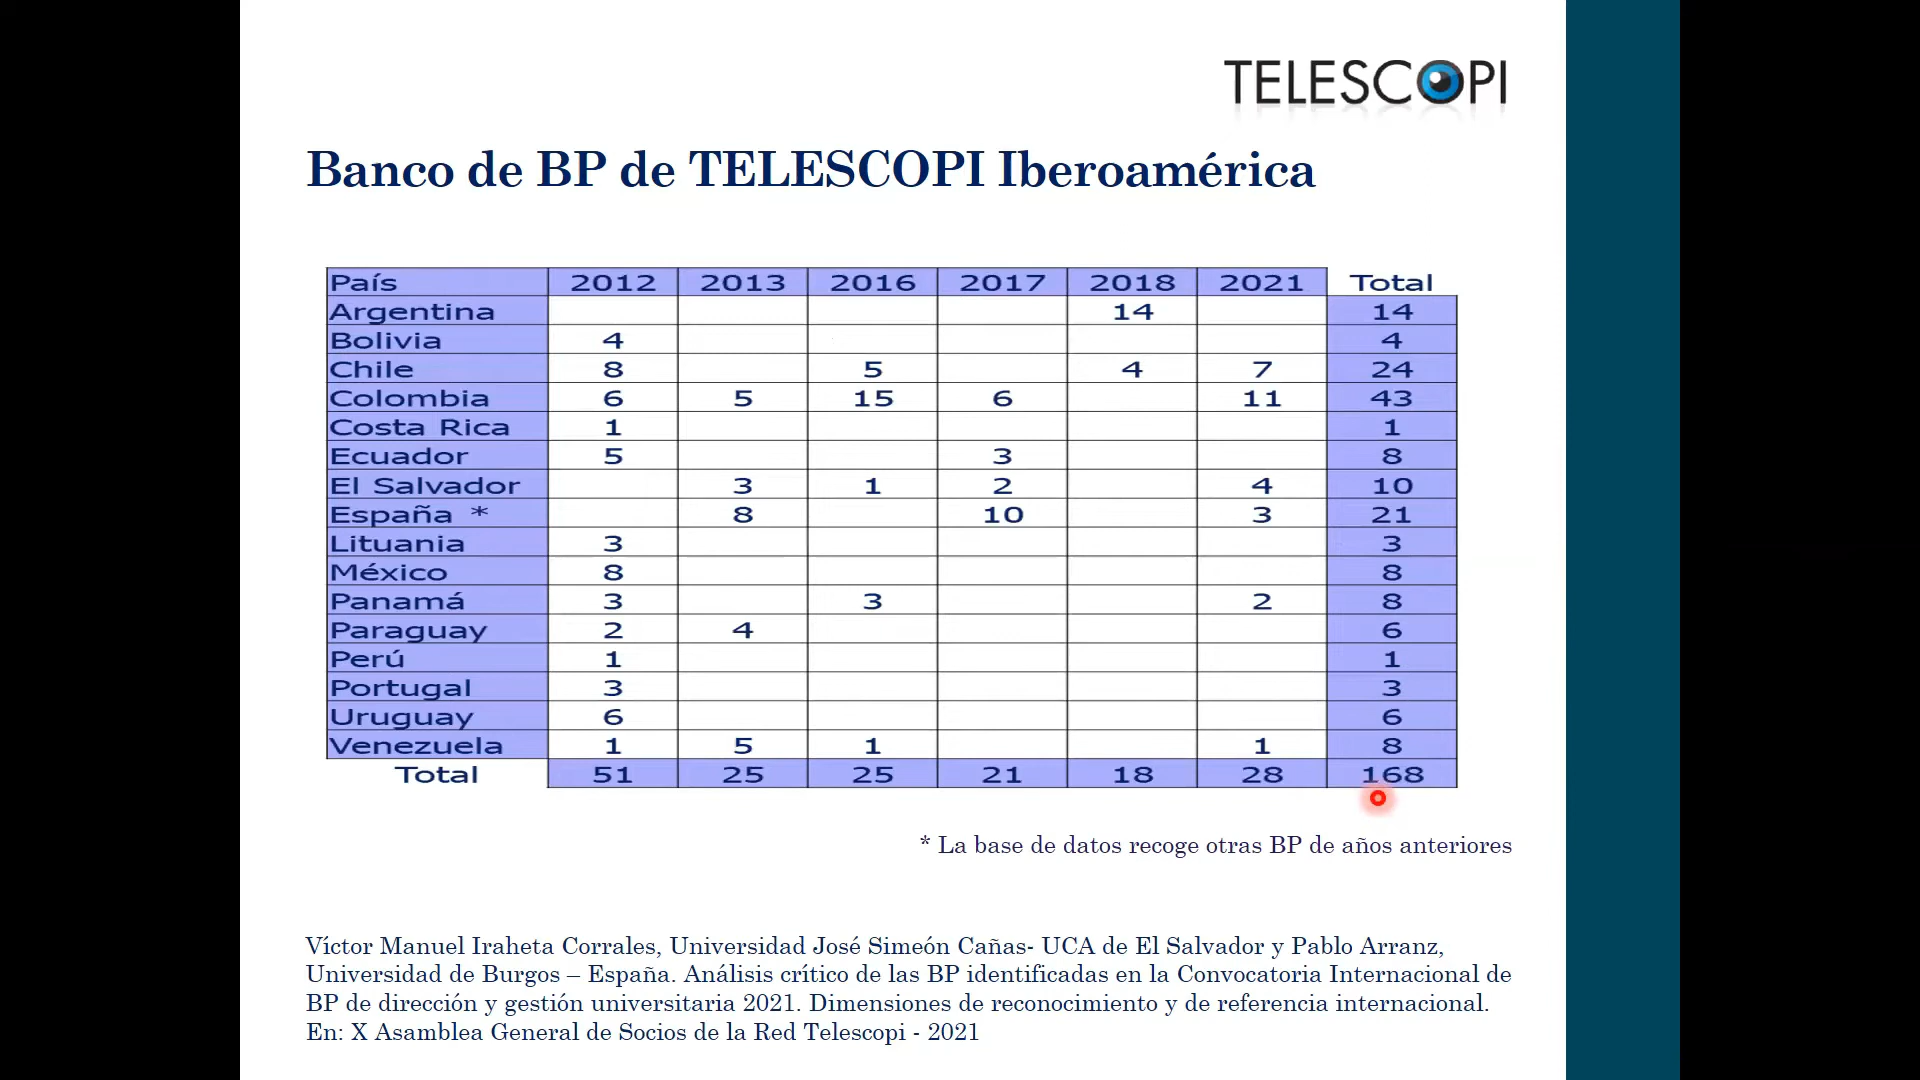 TELESCOPI
Banco de BP de TELESCOPI Iberoamérica
País 2012 2013 2016 2017 2018 2021 Total
Argentina 14 14
Bolivia 4 4
Chile 8 5 4 7 24
Colombia 6 5 15 6 11 43
Costa Rica 1 1
Ecuador 5 3 8
El Salvador 3 1 2 4 10
España * 8 10 3 21
Lituania 3 3
México 8 8
Panamá 3 3 2 8
Paraguay 2 4 6
Perú 1 1
Portugal 3 3
Uruguay 6 6
Venezuela 1 5 1 1 8
Total 51 25 25 21 18 28 168
* La base de datos recoge otras BP de años anteriores
Víctor Manuel Iraheta Corrales, Universidad José Simeón Cañas- UCA de El Salvador y Pablo Arranz,
Universidad de Burgos – España. Análisis crítico de las BP identificadas en la Convocatoria Internacional de
BP de dirección y gestión universitaria 2021. Dimensiones de reconocimiento y de referencia internacional.
En: X Asamblea General de Socios de la Red Telescopi - 2021